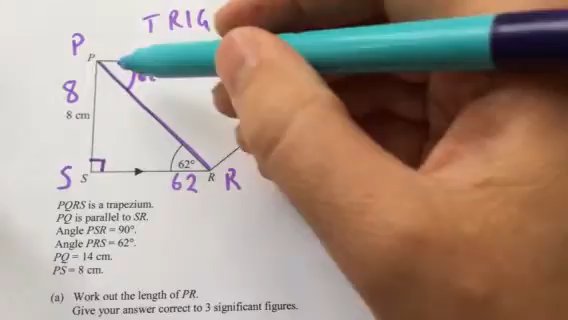 TRIG
P
P
8
8 cm
62°
S
S
62
R
R
PQRS is a trapezium.
PQ is parallel to SR.
Angle PSR = 90°.
Angle PRS = 62°.
PQ = 14 cm.
PS = 8 cm.
(a) Work out the length of PR.
Give your answer correct to 3 significant figures.